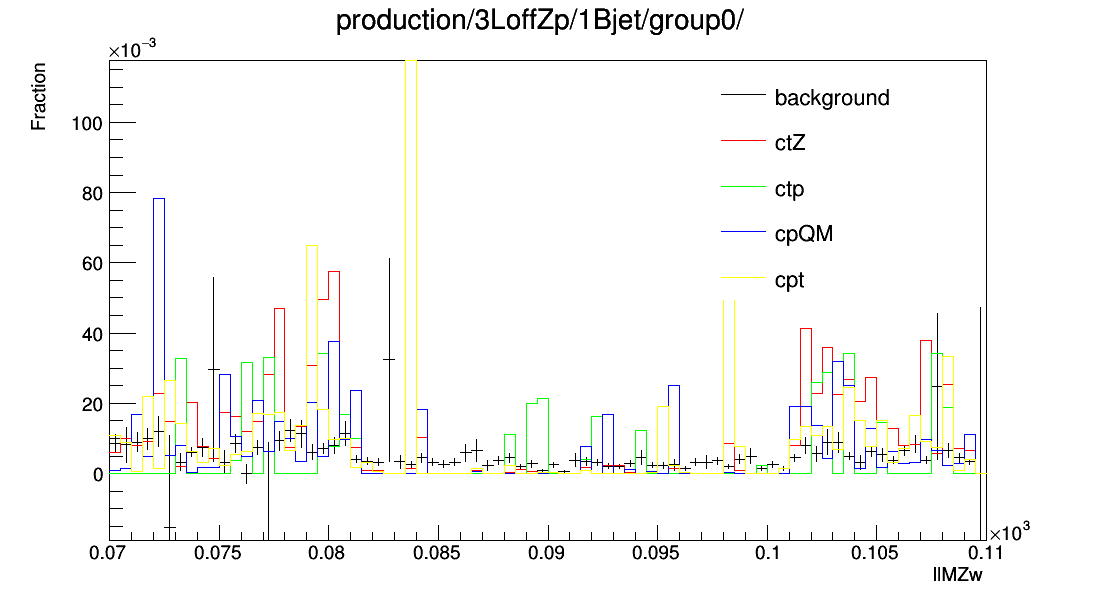 production/3LoffZp/1Bjet/group0/
×10⁻³
Fraction
background
ctZ
ctp
cpQM
cpt
100
80
60
40
20
0
0.07 0.075 0.08 0.085 0.09 0.095 0.1 0.105 0.11
×10³
llMZw